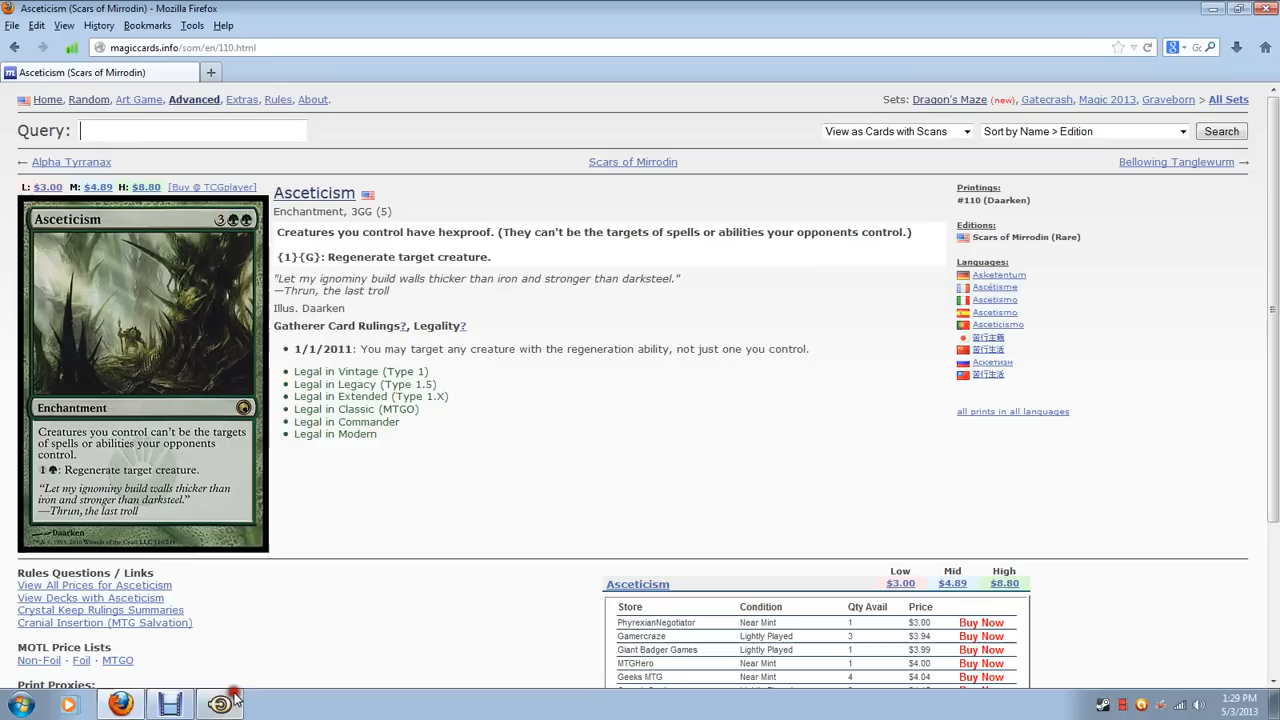 Asceticism (Scars of Mirrodin) - Mozilla Firefox
File Edit View History Bookmarks Tools Help
magiccards.info/som/en/110.html
Asceticism (Scars of Mirrodin)
Home, Random, Art Game, Advanced, Extras, Rules, About.
Sets: Dragon's Maze (new), Gatecrash, Magic 2013, Graveborn > All Sets
Query:
View as Cards with Scans
Sort by Name > Edition
Search
← Alpha Tyrranax
Scars of Mirrodin
Bellowing Tanglewurm →
L: $3.00 M: $4.89 H: $8.80 [Buy @ TCGplayer]
Asceticism 3
Enchantment
Creatures you control can't be the targets
of spells or abilities your opponents
control.
1 : Regenerate target creature.
"Let my ignominy build walls thicker than
iron and stronger than darksteel."
—Thrun, the last troll
Daarken
Asceticism
Enchantment, 3GG (5)
Creatures you control have hexproof. (They can't be the targets of spells or abilities your opponents control.)
{1}{G}: Regenerate target creature.
"Let my ignominy build walls thicker than iron and stronger than darksteel."
—Thrun, the last troll
Illus. Daarken
Gatherer Card Rulings?, Legality?
1/2011: You may target any creature with the regeneration ability, not just one you control.
Legal in Vintage (Type 1)
Legal in Legacy (Type 1.5)
Legal in Extended (Type 1.X)
Legal in Classic (MTGO)
Legal in Commander
Legal in Modern
Printings:
#110 (Daarken)
Editions:
Scars of Mirrodin (Rare)
Languages:
Asketentum
Ascétisme
Ascetismo
Ascetismo
Asceticismo
苦行主義
苦行生活
Аскетизм
苦行生活
all prints in all languages
Rules Questions / Links
View All Prices for Asceticism
View Decks with Asceticism
Crystal Keep Rulings Summaries
Cranial Insertion (MTG Salvation)
MOTL Price Lists
Non-Foil · Foil · MTGO
Print Proxies:
Low Mid High
Asceticism $3.00 $4.89 $8.80
Store Condition Qty Avail Price
PhyrexianNegotiator Near Mint 1 $3.00 Buy Now
Gamercraze Lightly Played 3 $3.94 Buy Now
Giant Badger Games Lightly Played 1 $3.99 Buy Now
MTGHero Near Mint 1 $4.00 Buy Now
Geeks MTG Near Mint 4 $4.04 Buy Now
1:29 PM
5/3/2013